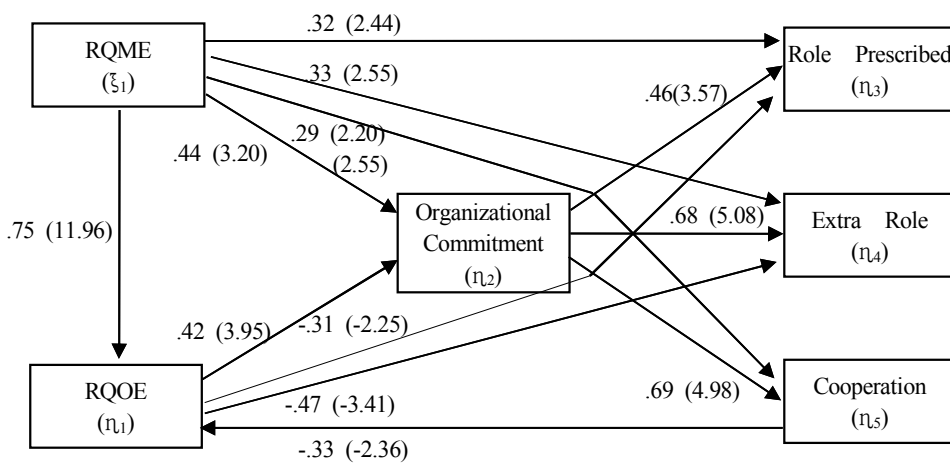 .32 (2.44)
RQME
(ξ1)
Role Prescribed
(η3)
.33 (2.55)
.46(3.57)
.29 (2.20)
.44 (3.20)
(2.55)
Organizational
Commitment
(η2)
.68 (5.08)
Extra Role
(η4)
.75 (11.96)
-.31 (-2.25)
.42 (3.95)
RQOE
(η1)
Cooperation
(η5)
.69 (4.98)
-.47 (-3.41)
-.33 (-2.36)